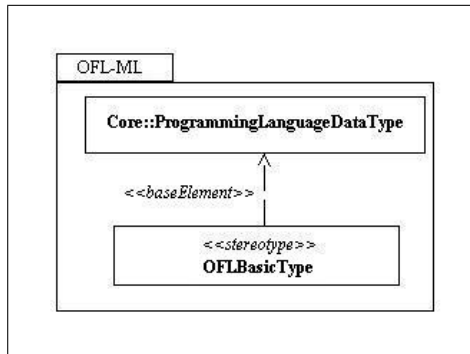 OFL-ML
Core::ProgrammingLanguageDataType
<<baseElement>>
<<stereotype>>
OFLBasicType